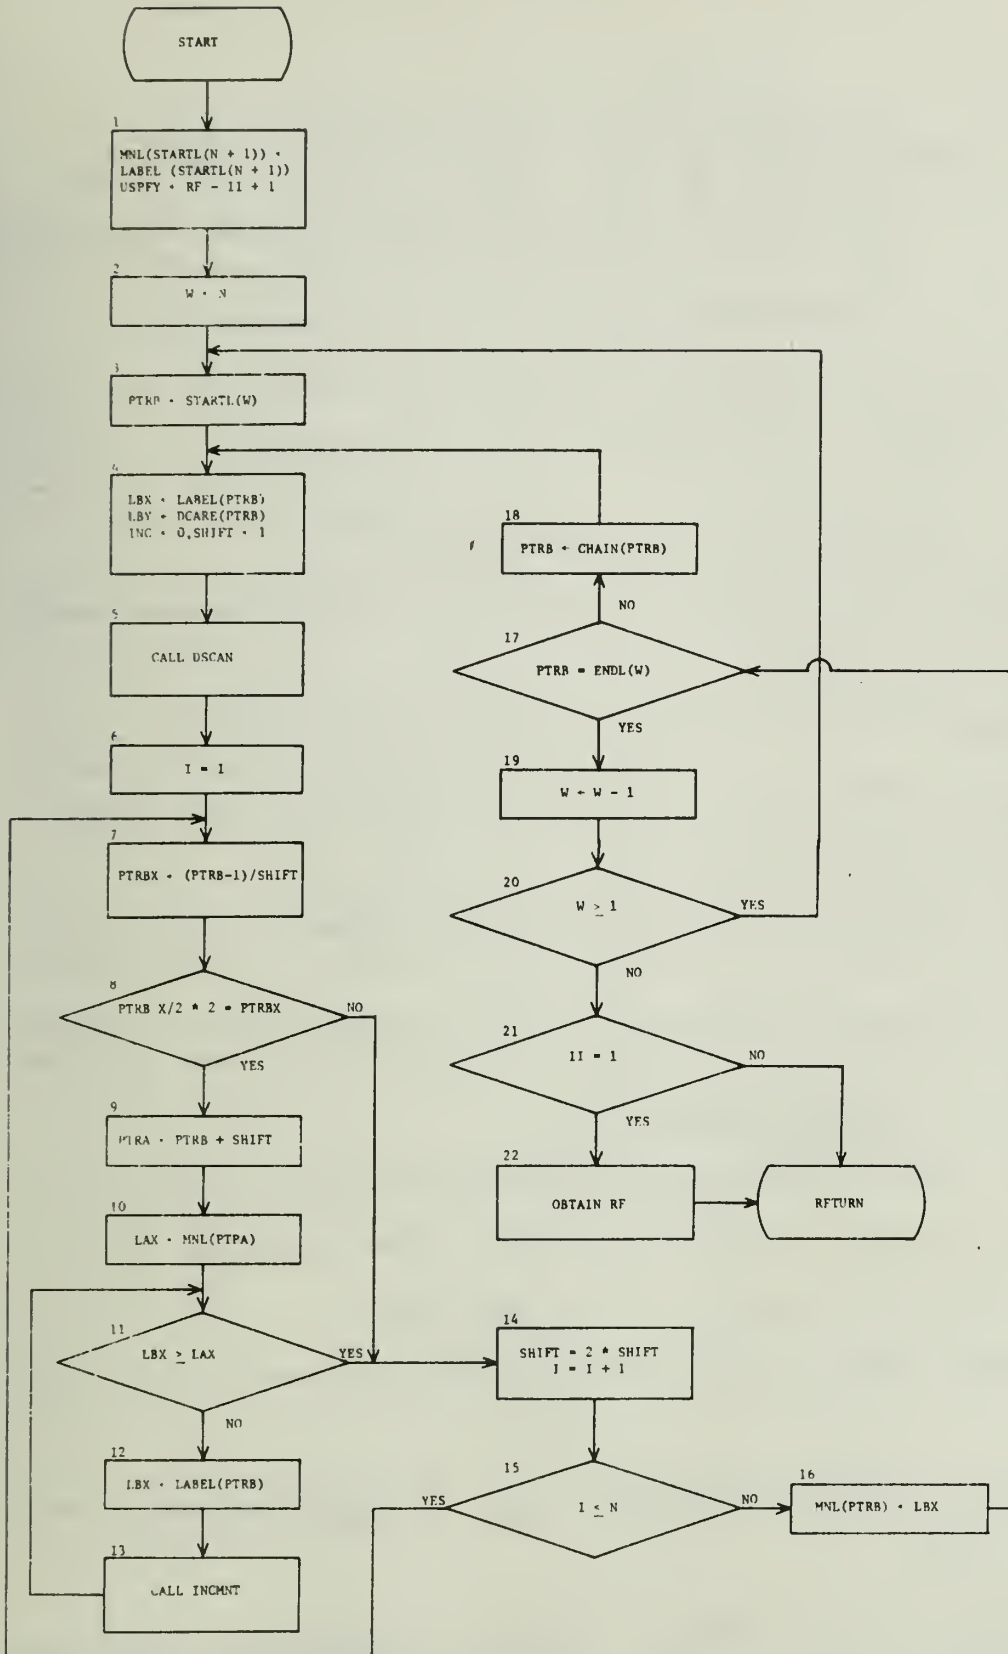 START
1
MNL(STARTL(N + 1)) ←
LABEL (STARTL(N + 1))
USPFY ← RF - II + 1
2
W ← N
3
PTRB ← STARTL(W)
4
LBX ← LABEL(PTRB)
LBY ← DCARE(PTRB)
INC ← 0,SHIFT ← 1
5
CALL DSCAN
6
I = 1
7
PTRBX ← (PTRB-1)/SHIFT
8
PTRB X/2 * 2 = PTRBX
NO
YES
9
PTRA ← PTRB + SHIFT
10
LAX ← MNL(PTPA)
11
LBX ≥ LAX
YES
NO
12
LBX ← LABEL(PTRB)
13
CALL INCMNT
14
SHIFT = 2 * SHIFT
I = I + 1
15
YES
I ≤ N
NO
16
MNL(PTRB) ← LBX
17
PTRB = ENDL(W)
NO
YES
18
PTRB ← CHAIN(PTRB)
19
W ← W - 1
20
W ≥ 1
YES
NO
21
II = 1
NO
YES
22
OBTAIN RF
RETURN